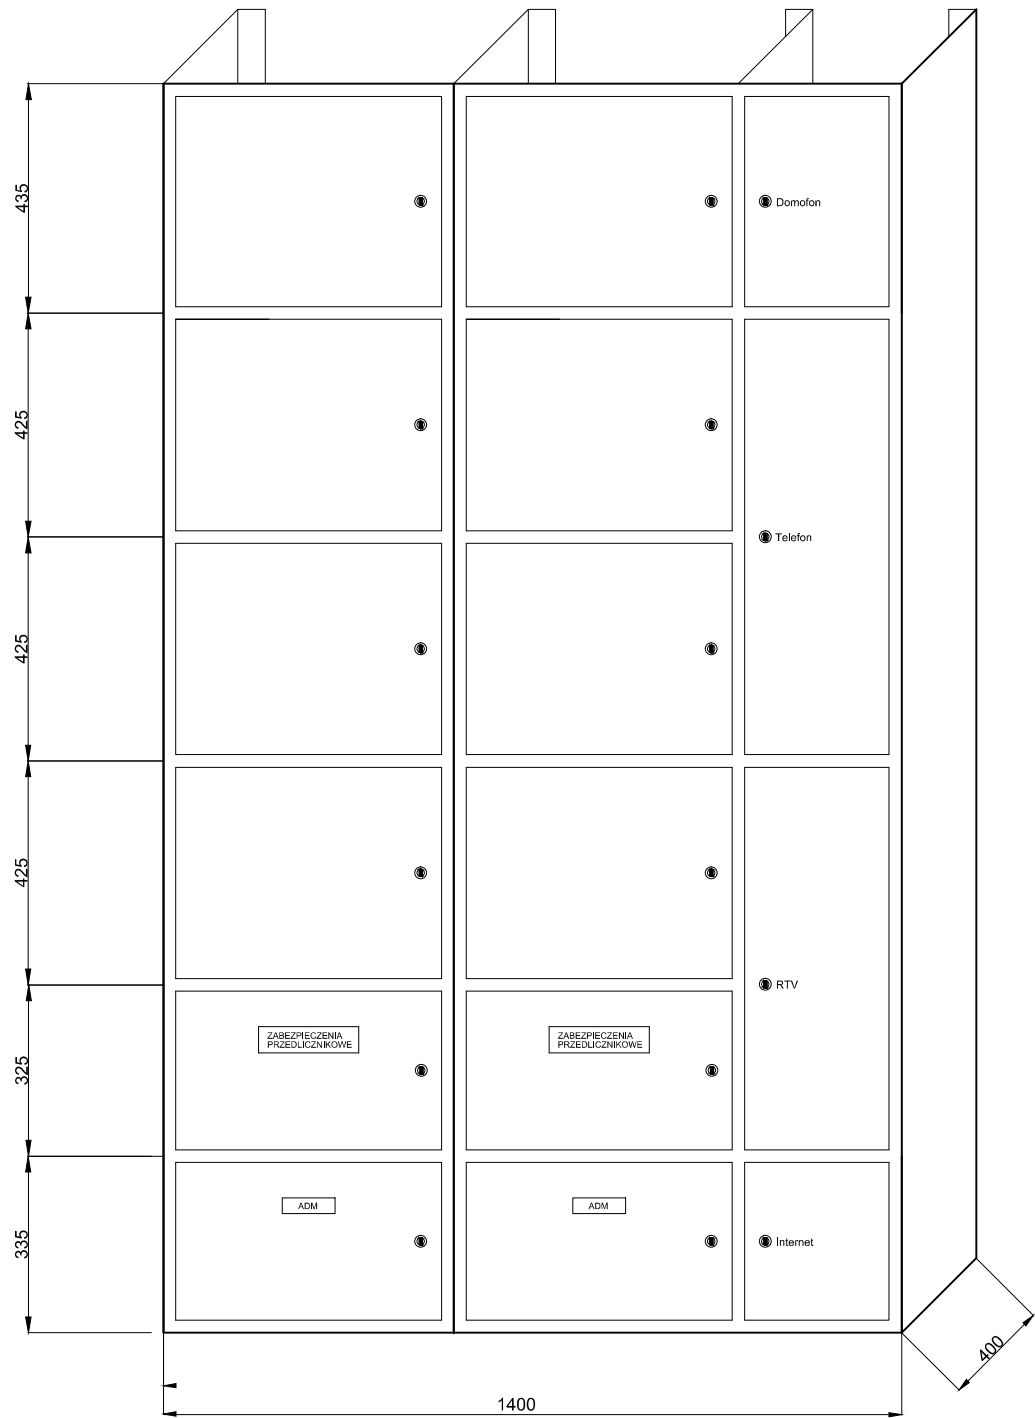 435
Domofon
425
Telefon
425
425
RTV
ZABEZPIECZENIA
PRZEDLICZNIKOWE
ZABEZPIECZENIA
PRZEDLICZNIKOWE
325
ADM
ADM
335
Internet
400
1400